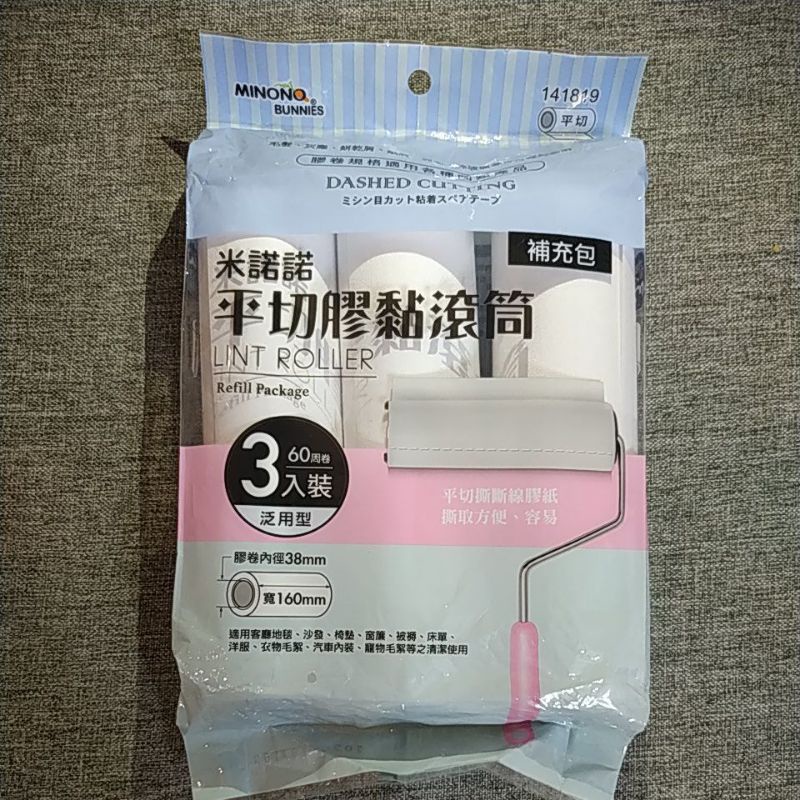 MINONO
BUNNIES
®
141819
平切
膠卷規格適用各種同類產品
DASHED CUTTING
ミシン目カット粘着スペアテープ
補充包
米諾諾
平切膠黏滾筒
LINT ROLLER
Refill Package
3
60周卷
入裝
泛用型
平切撕斷線膠紙
撕取方便、容易
膠卷內徑38mm
寬160mm
適用客廳地毯、沙發、椅墊、窗簾、被褥、床單、
洋服、衣物毛絮、汽車內裝、寵物毛絮等之清潔使用